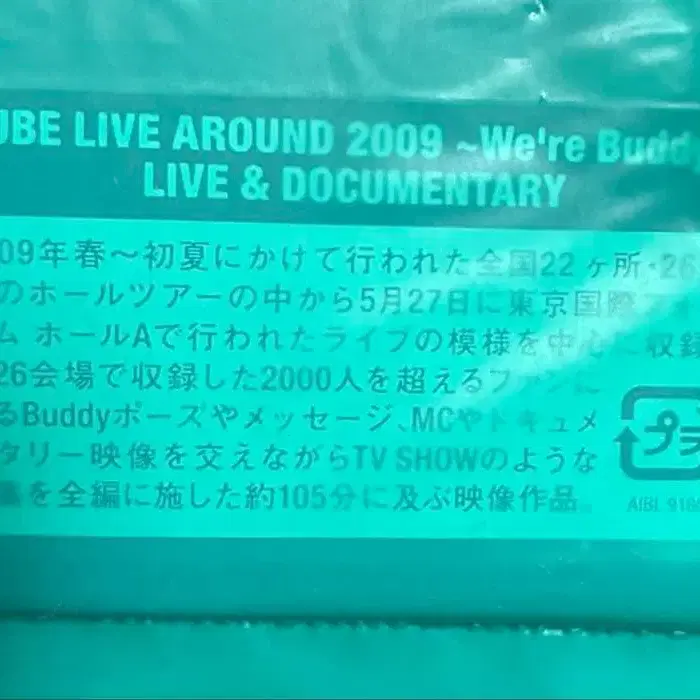 UBE LIVE AROUND 2009 ~We're Buddy
LIVE & DOCUMENTARY
09年春～初夏にかけて行われた全国22ヶ所・26
のホールツアーの中から5月27日に東京国際フォ
ム ホールAで行われたライブの模様を中心に収録
26会場で収録した2000人を超えるファンに
るBuddyポーズやメッセージ、MCやドキュメ
タリー映像を交えながらTV SHOWのような
集を全編に施した約105分に及ぶ映像作品。
プラ
AIBL 918